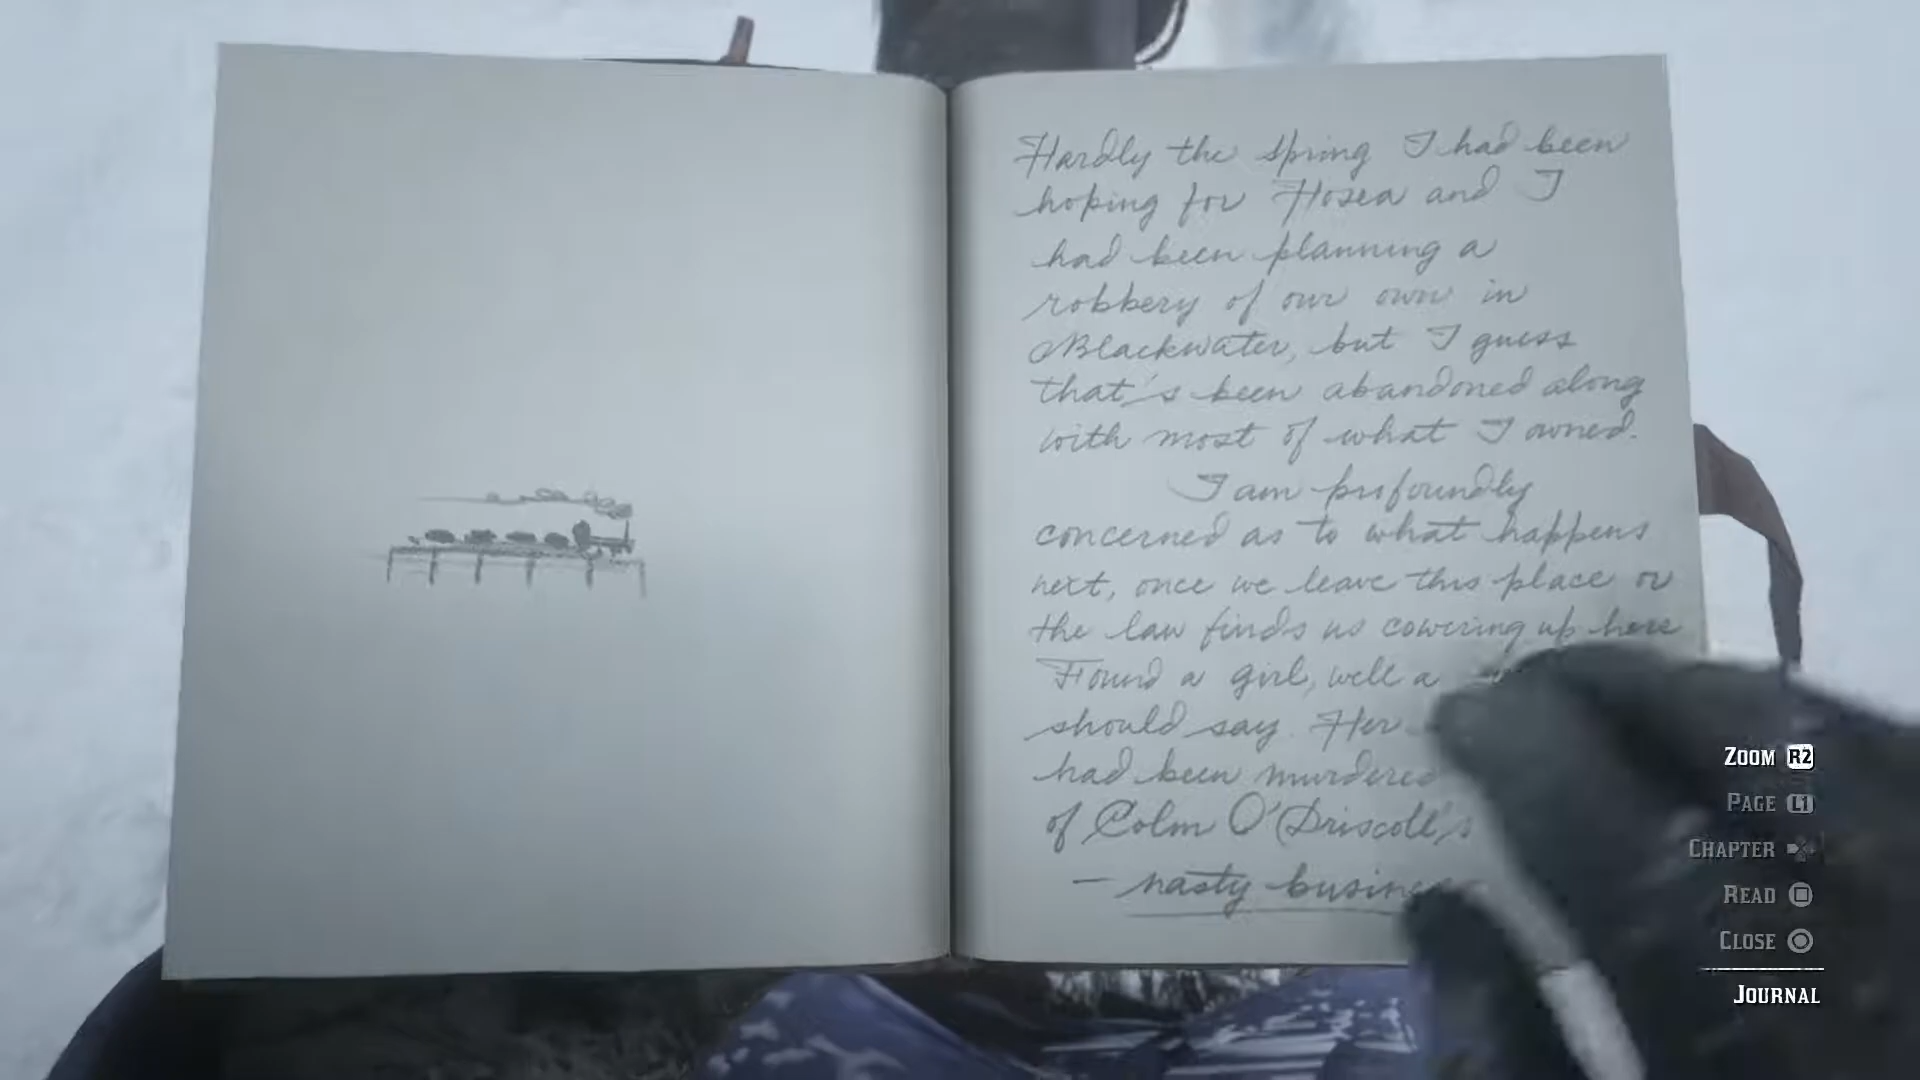 Hardly the spring I had been
hoping for Hosea and I
had been planning a
robbery of our own in
Blackwater, but I guess
that's been abandoned along
with most of what I owned.
I am profoundly
concerned as to what happens
next, once we leave this place or
the law finds us cowering up here
Found a girl, well a
should say. Her
had been murdered
of Colm O'Driscoll's
— nasty
ZOOM R2
PAGE L1
CHAPTER
READ
CLOSE
JOURNAL